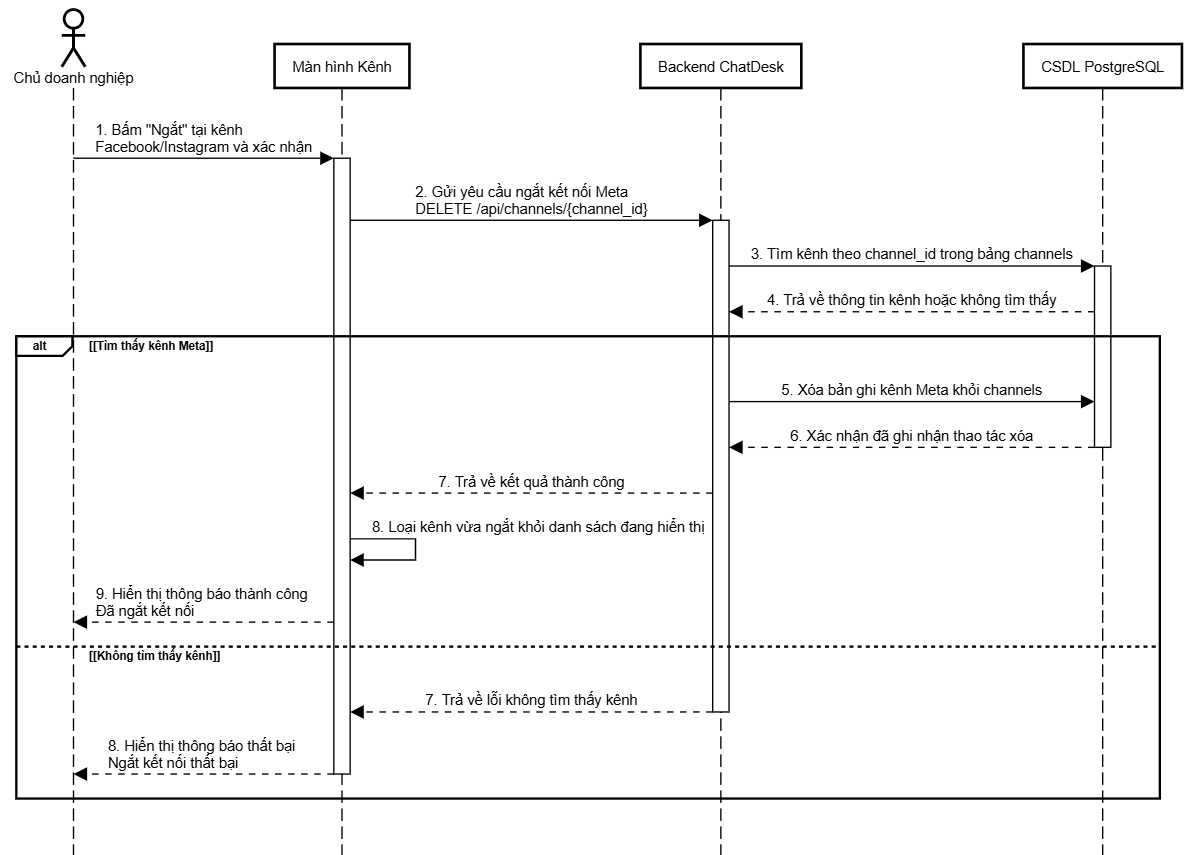 Chủ doanh nghiệp
Màn hình Kênh
Backend ChatDesk
CSDL PostgreSQL
1. Bấm "Ngắt" tại kênh
Facebook/Instagram và xác nhận
2. Gửi yêu cầu ngắt kết nối Meta
DELETE /api/channels/{channel_id}
3. Tìm kênh theo channel_id trong bảng channels
4. Trả về thông tin kênh hoặc không tìm thấy
alt
[[Tìm thấy kênh Meta]]
5. Xóa bản ghi kênh Meta khỏi channels
6. Xác nhận đã ghi nhận thao tác xóa
7. Trả về kết quả thành công
8. Loại kênh vừa ngắt khỏi danh sách đang hiển thị
9. Hiển thị thông báo thành công
Đã ngắt kết nối
[[Không tìm thấy kênh]]
7. Trả về lỗi không tìm thấy kênh
8. Hiển thị thông báo thất bại
Ngắt kết nối thất bại